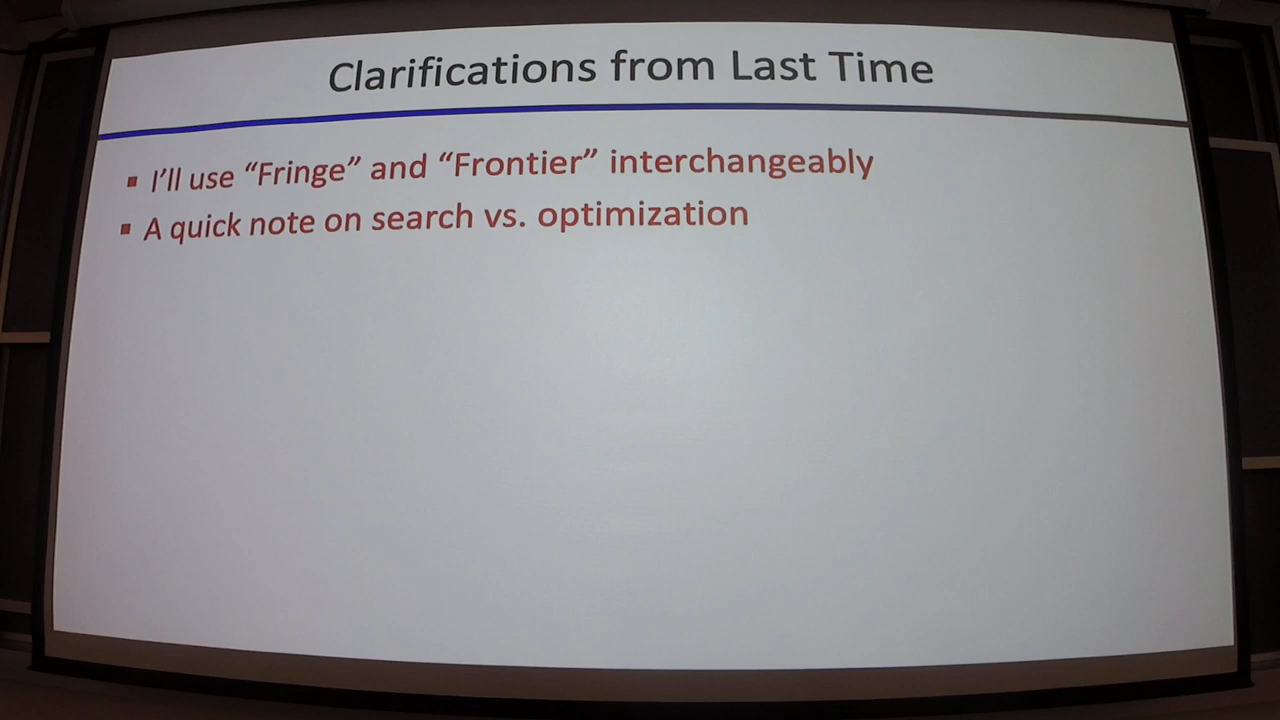 Clarifications from Last Time
▪ I’ll use “Fringe” and “Frontier” interchangeably
▪ A quick note on search vs. optimization